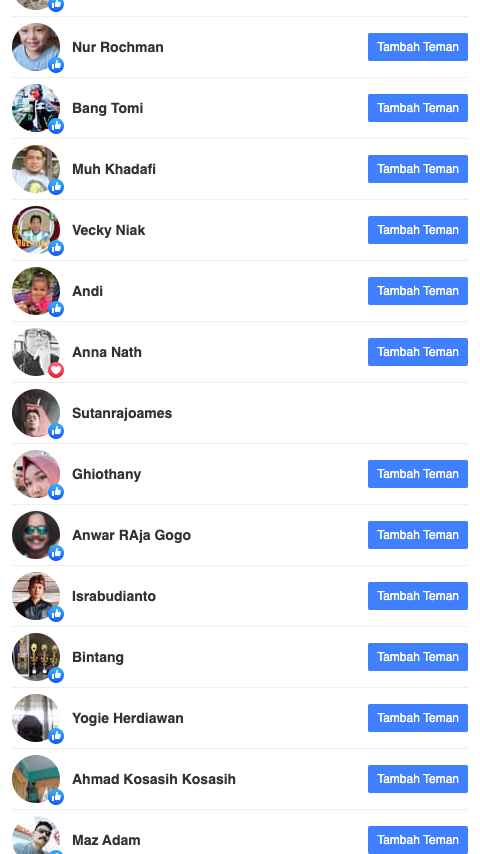 Nur Rochman Tambah Teman
Bang Tomi Tambah Teman
Muh Khadafi Tambah Teman
Vecky Niak Tambah Teman
Andi Tambah Teman
Anna Nath Tambah Teman
Sutanrajoames
Ghiothany Tambah Teman
Anwar RAja Gogo Tambah Teman
Israbudianto Tambah Teman
Bintang Tambah Teman
Yogie Herdiawan Tambah Teman
Ahmad Kosasih Kosasih Tambah Teman
Maz Adam Tambah Teman